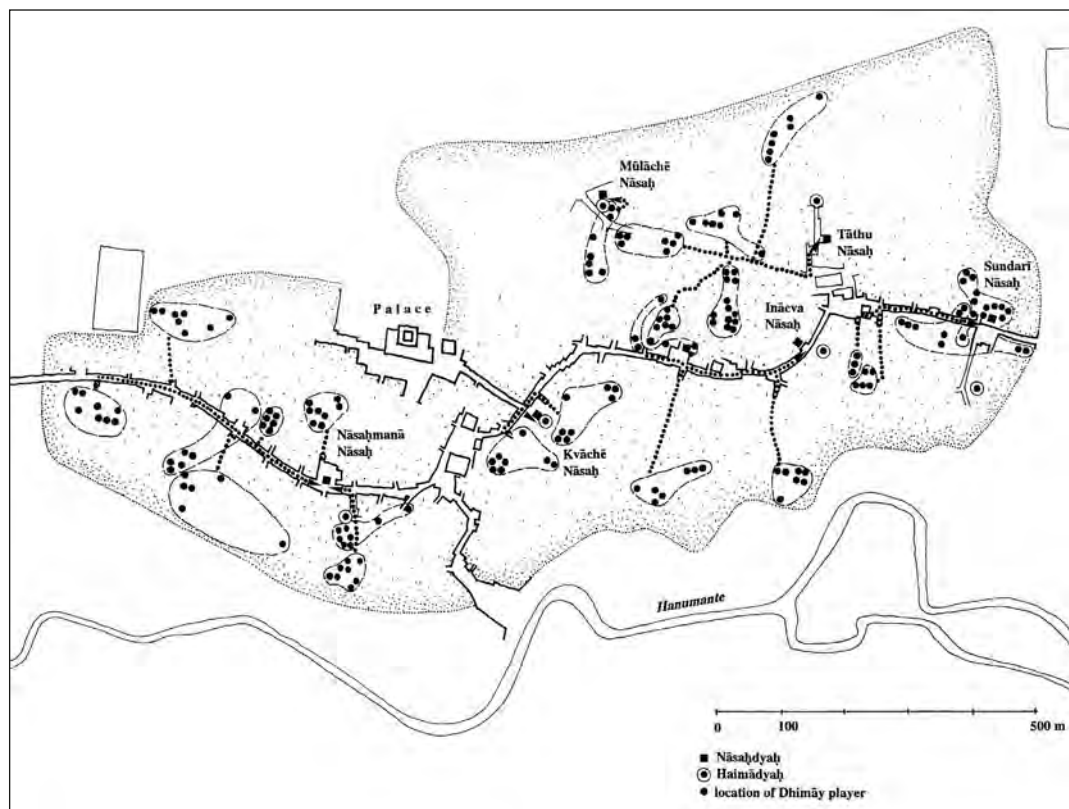 Mūlāchē
Nāsaḥ
Tāthu
Nāsaḥ
Sundarī
Nāsaḥ
Inācva
Nāsaḥ
Palace
Nāsaḥmanā
Nāsaḥ
Kvāchē
Nāsaḥ
Hanumante
0 100 500 m
Nāsaḥdyaḥ
Haimādyaḥ
location of Dhimāy player